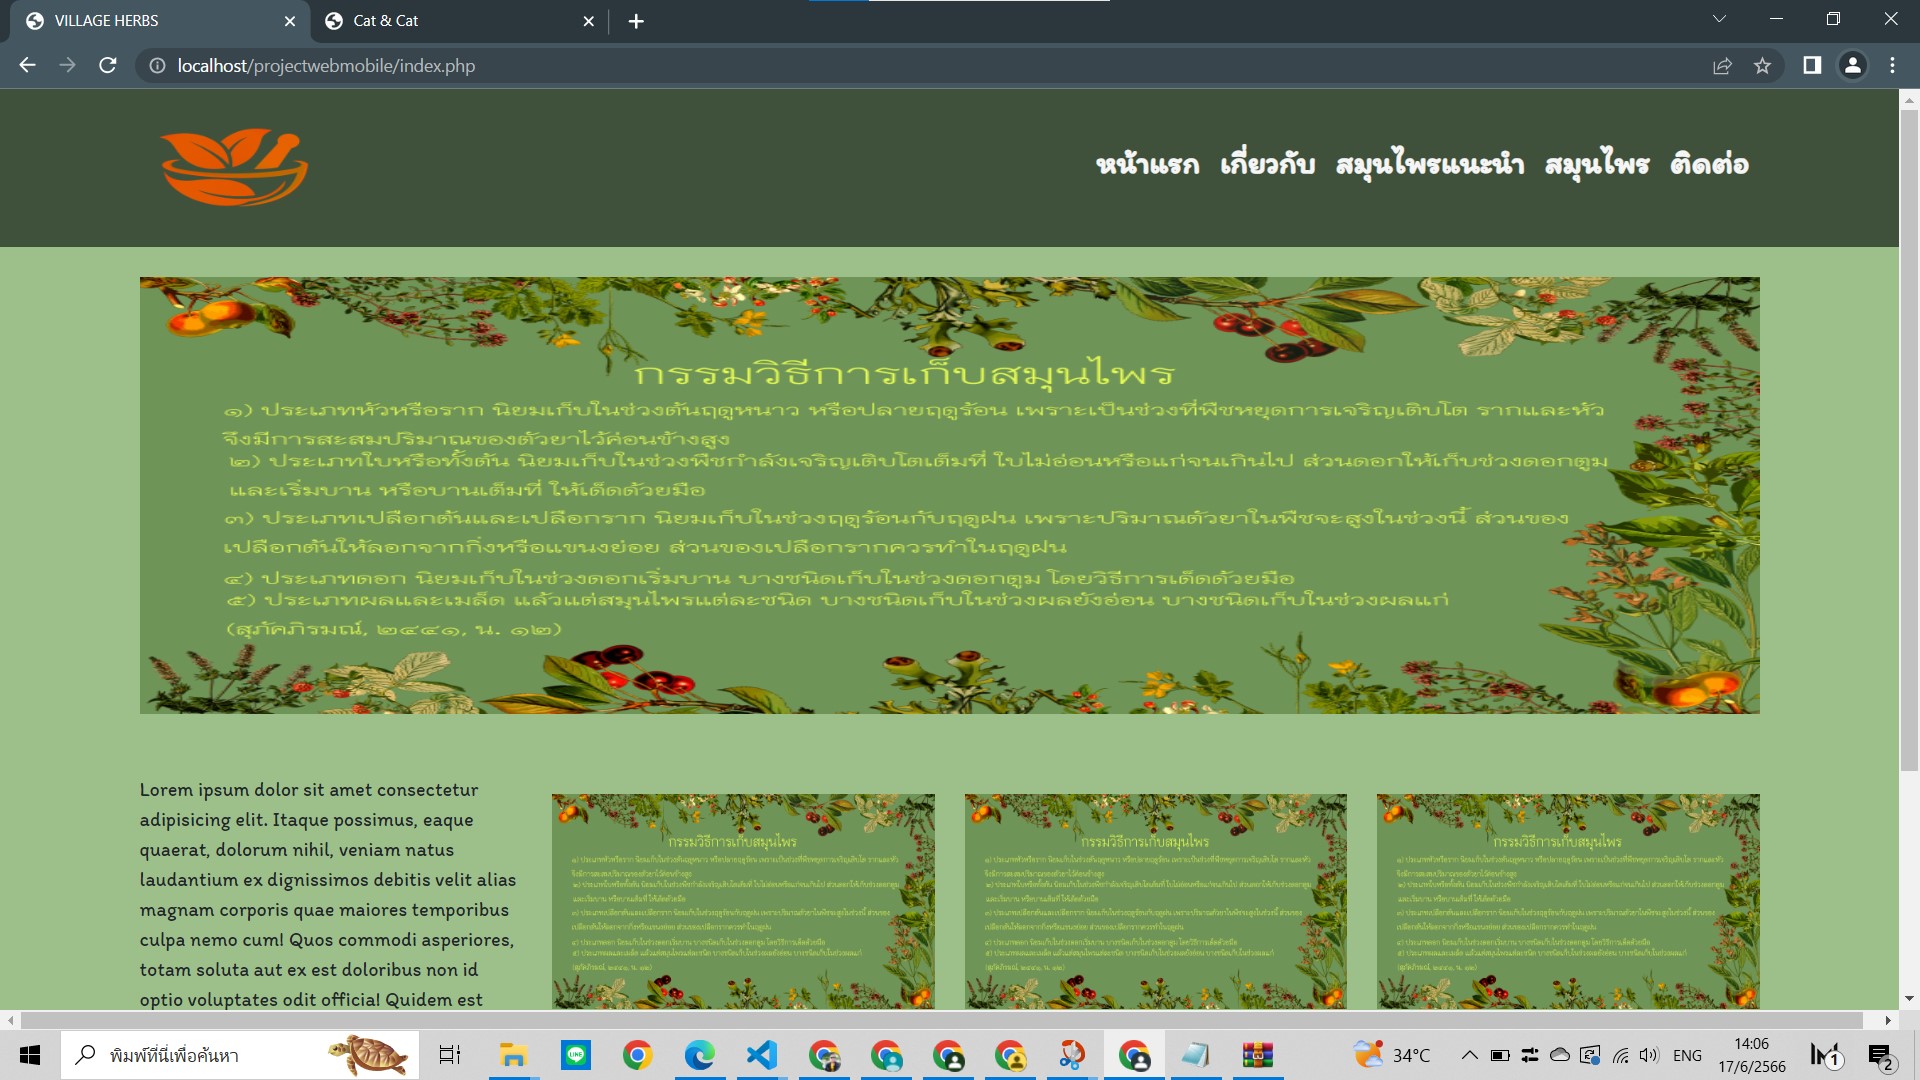 VILLAGE HERBS
Cat & Cat
localhost/projectwebmobile/index.php
หน้าแรก เกี่ยวกับ สมุนไพรแนะนำ สมุนไพร ติดต่อ
กรรมวิธีการเก็บสมุนไพร
๑) ประเภทหัวหรือราก นิยมเก็บในช่วงต้นฤดูหนาว หรือปลายฤดูร้อน เพราะเป็นช่วงที่พืชหยุดการเจริญเติบโต รากและหัว
จึงมีการสะสมปริมาณของตัวยาไว้ค่อนข้างสูง
๒) ประเภทใบหรือทั้งต้น นิยมเก็บในช่วงพืชกำลังเจริญเติบโตเต็มที่ ใบไม่อ่อนหรือแก่จนเกินไป ส่วนดอกให้เก็บช่วงดอกตูม
และเริ่มบาน หรือบานเต็มที่ ให้เด็ดด้วยมือ
๓) ประเภทเปลือกต้นและเปลือกราก นิยมเก็บในช่วงฤดูร้อนกับฤดูฝน เพราะปริมาณตัวยาในพืชจะสูงในช่วงนี้ ส่วนของ
เปลือกต้นให้ลอกจากกิ่งหรือแขนงย่อย ส่วนของเปลือกรากควรทำในฤดูฝน
๔) ประเภทดอก นิยมเก็บในช่วงดอกเริ่มบาน บางชนิดเก็บในช่วงดอกตูม โดยวิธีการเด็ดด้วยมือ
๕) ประเภทผลและเมล็ด แล้วแต่สมุนไพรแต่ละชนิด บางชนิดเก็บในช่วงผลยังอ่อน บางชนิดเก็บในช่วงผลแก่
(สุภัคภิรมณ์, ๒๔๔๑, น. ๑๒)
Lorem ipsum dolor sit amet consectetur
adipisicing elit. Itaque possimus, eaque
quaerat, dolorum nihil, veniam natus
laudantium ex dignissimos debitis velit alias
magnam corporis quae maiores temporibus
culpa nemo cum! Quos commodi asperiores,
totam soluta aut ex est doloribus non id
optio voluptates odit officia! Quidem est
กรรมวิธีการเก็บสมุนไพร
กรรมวิธีการเก็บสมุนไพร
กรรมวิธีการเก็บสมุนไพร
พิมพ์ที่นี่เพื่อค้นหา
LINE
34°C
ENG
14:06
17/6/2566
1
2